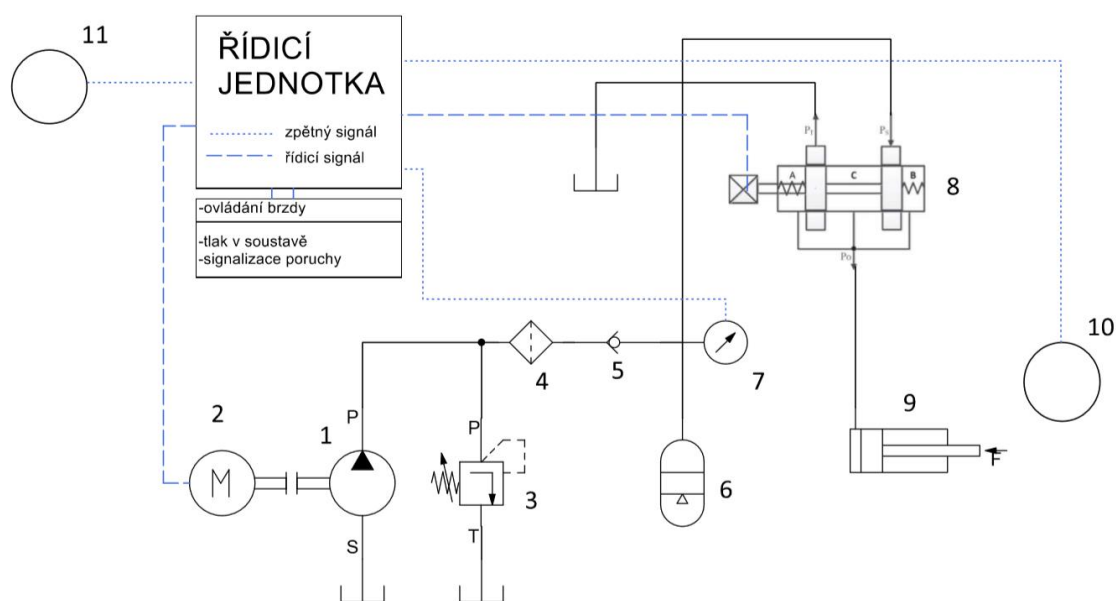 11
ŘÍDICÍ
JEDNOTKA
zpětný signál
řídicí signál
-ovládání brzdy
-tlak v soustavě
-signalizace poruchy
P₁
Pₛ
A
C
B
8
P₀
10
2
1
P
P
4
5
7
9
M
3
6
F
S
T